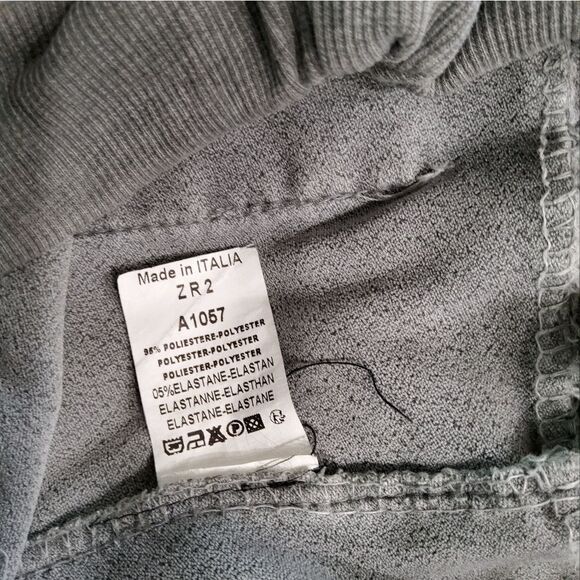 Made in ITALIA
ZR2
A1057
95% POLIESTERE-POLYESTER
POLYESTER-POLYESTER
POLIESTER-POLYESTER
05%ELASTANE-ELASTAN
ELASTANNE-ELASTHAN
ELASTANE-ELASTANE